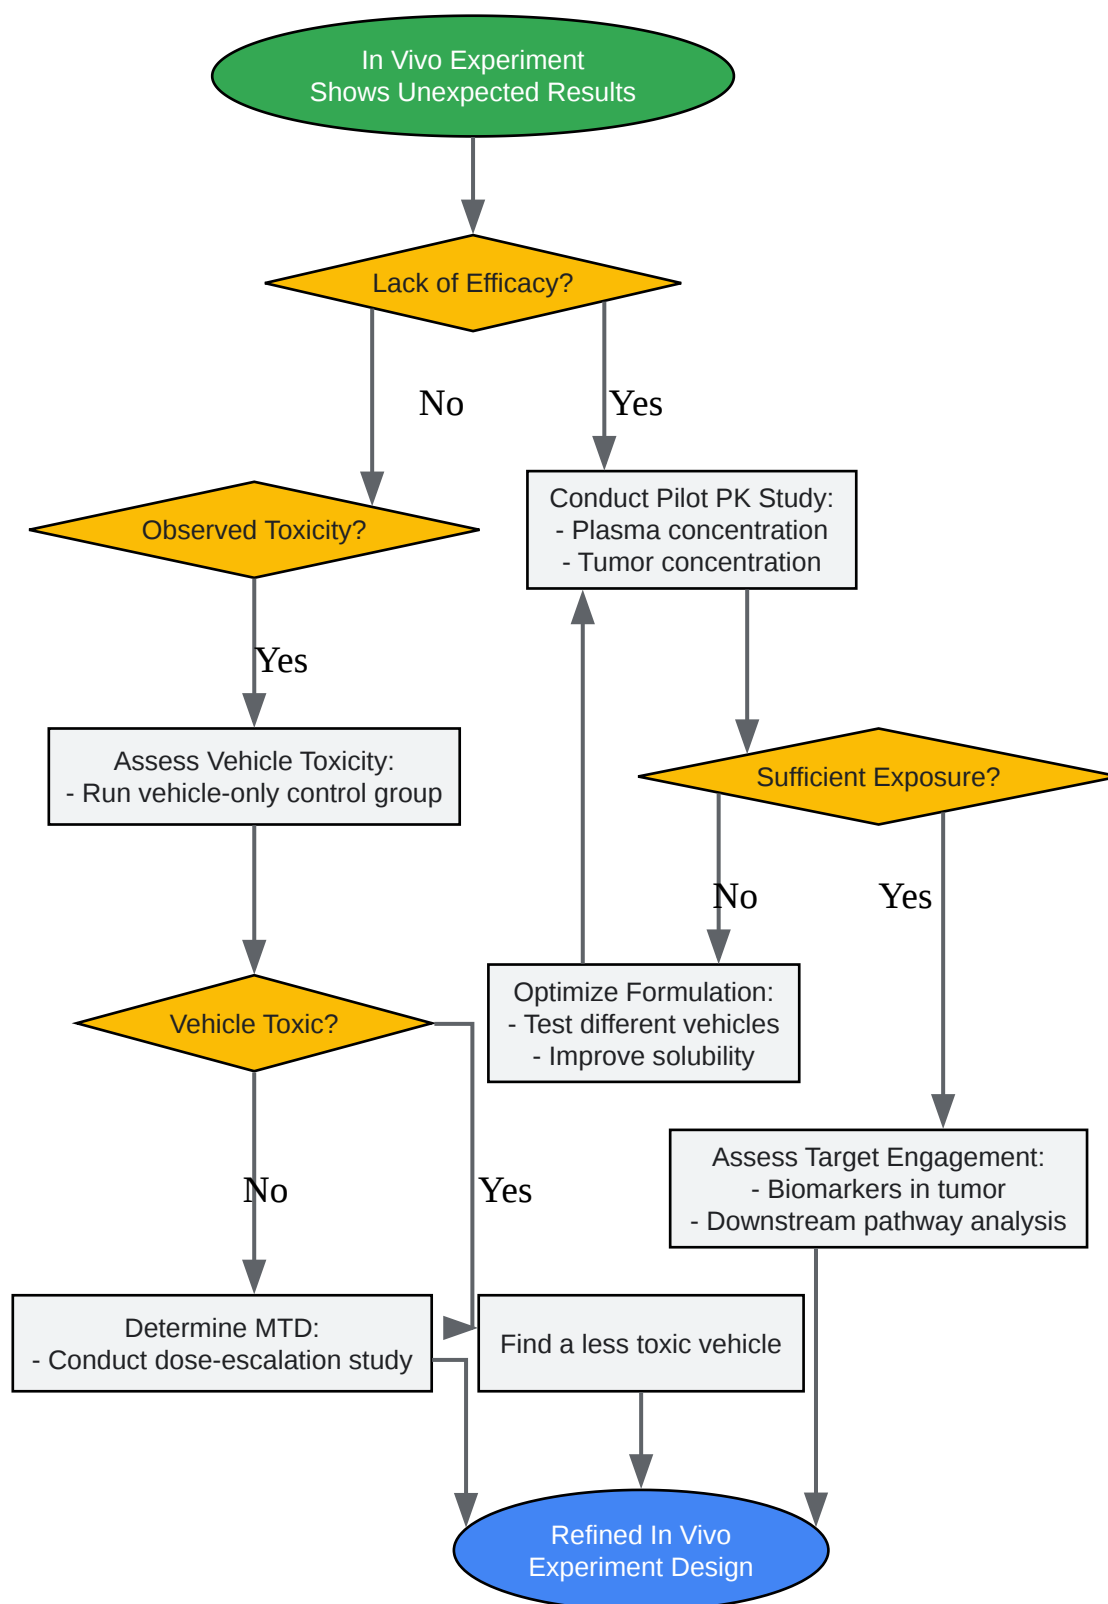 In Vivo Experiment
Shows Unexpected Results
Lack of Efficacy?
No
Yes
Conduct Pilot PK Study:
- Plasma concentration
- Tumor concentration
Observed Toxicity?
Yes
Assess Vehicle Toxicity:
- Run vehicle-only control group
Sufficient Exposure?
No
Yes
Optimize Formulation:
- Test different vehicles
- Improve solubility
Vehicle Toxic?
No
Yes
Assess Target Engagement:
- Biomarkers in tumor
- Downstream pathway analysis
Determine MTD:
- Conduct dose-escalation study
Find a less toxic vehicle
Refined In Vivo
Experiment Design